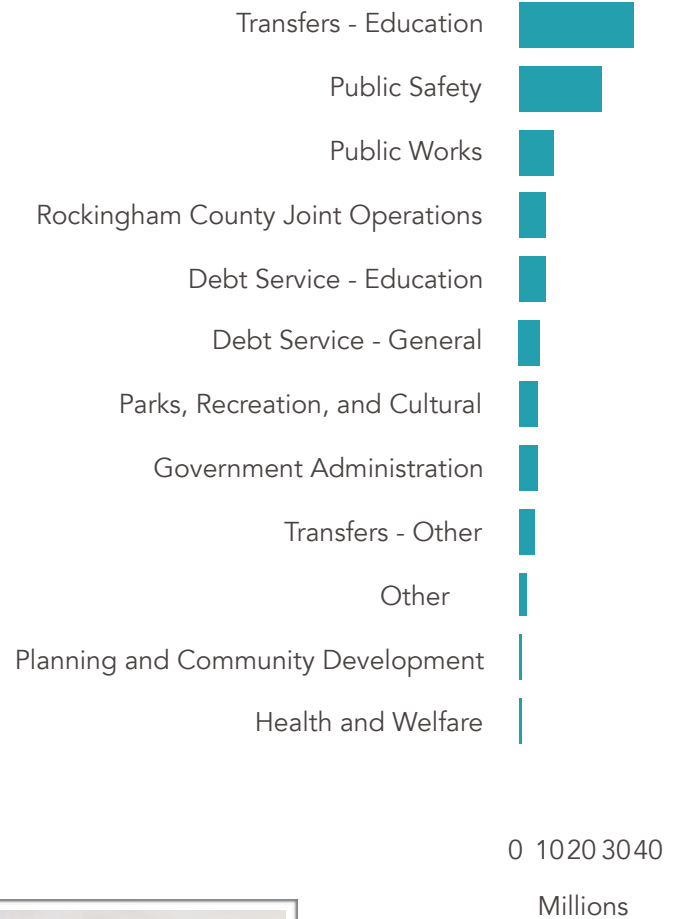 Transfers - Education
Public Safety
Public Works
Rockingham County Joint Operations
Debt Service - Education
Debt Service - General
Parks, Recreation, and Cultural
Government Administration
Transfers - Other
Other
Planning and Community Development
Health and Welfare
0 10 20 30 40
Millions